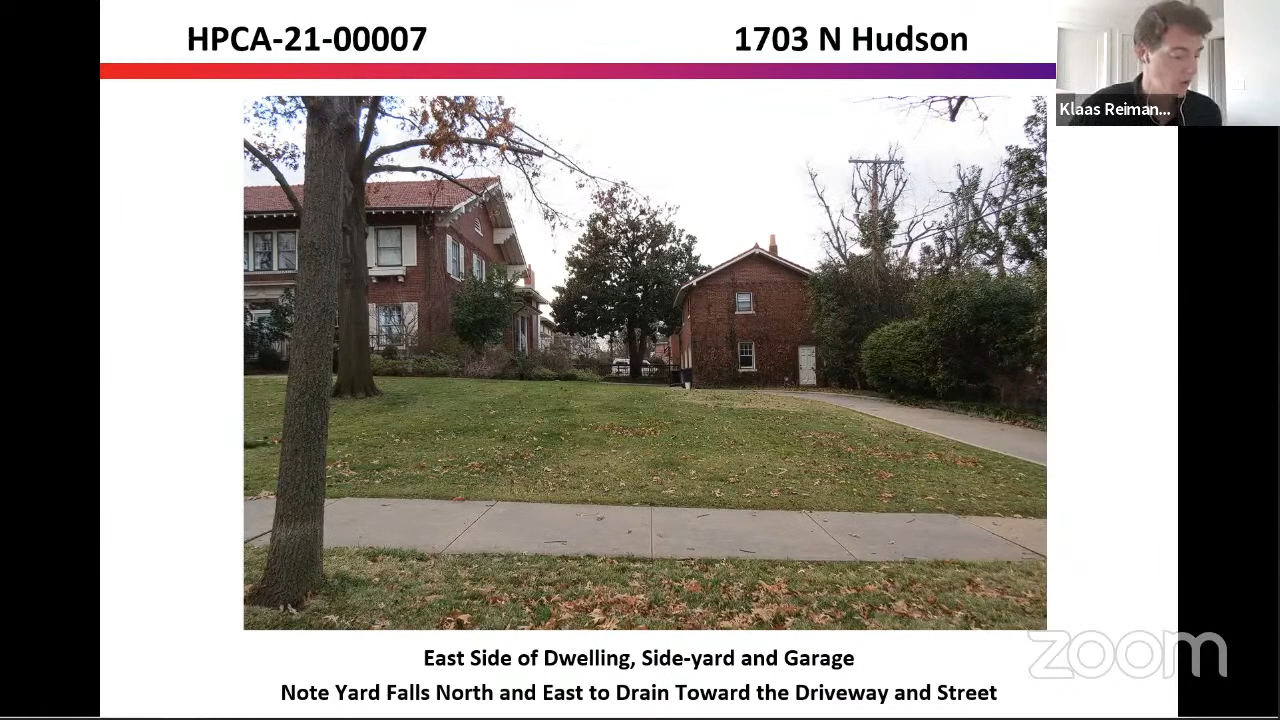 HPCA-21-00007 1703 N Hudson
Klaas Reiman...
East Side of Dwelling, Side-yard and Garage
Note Yard Falls North and East to Drain Toward the Driveway and Street
zoom